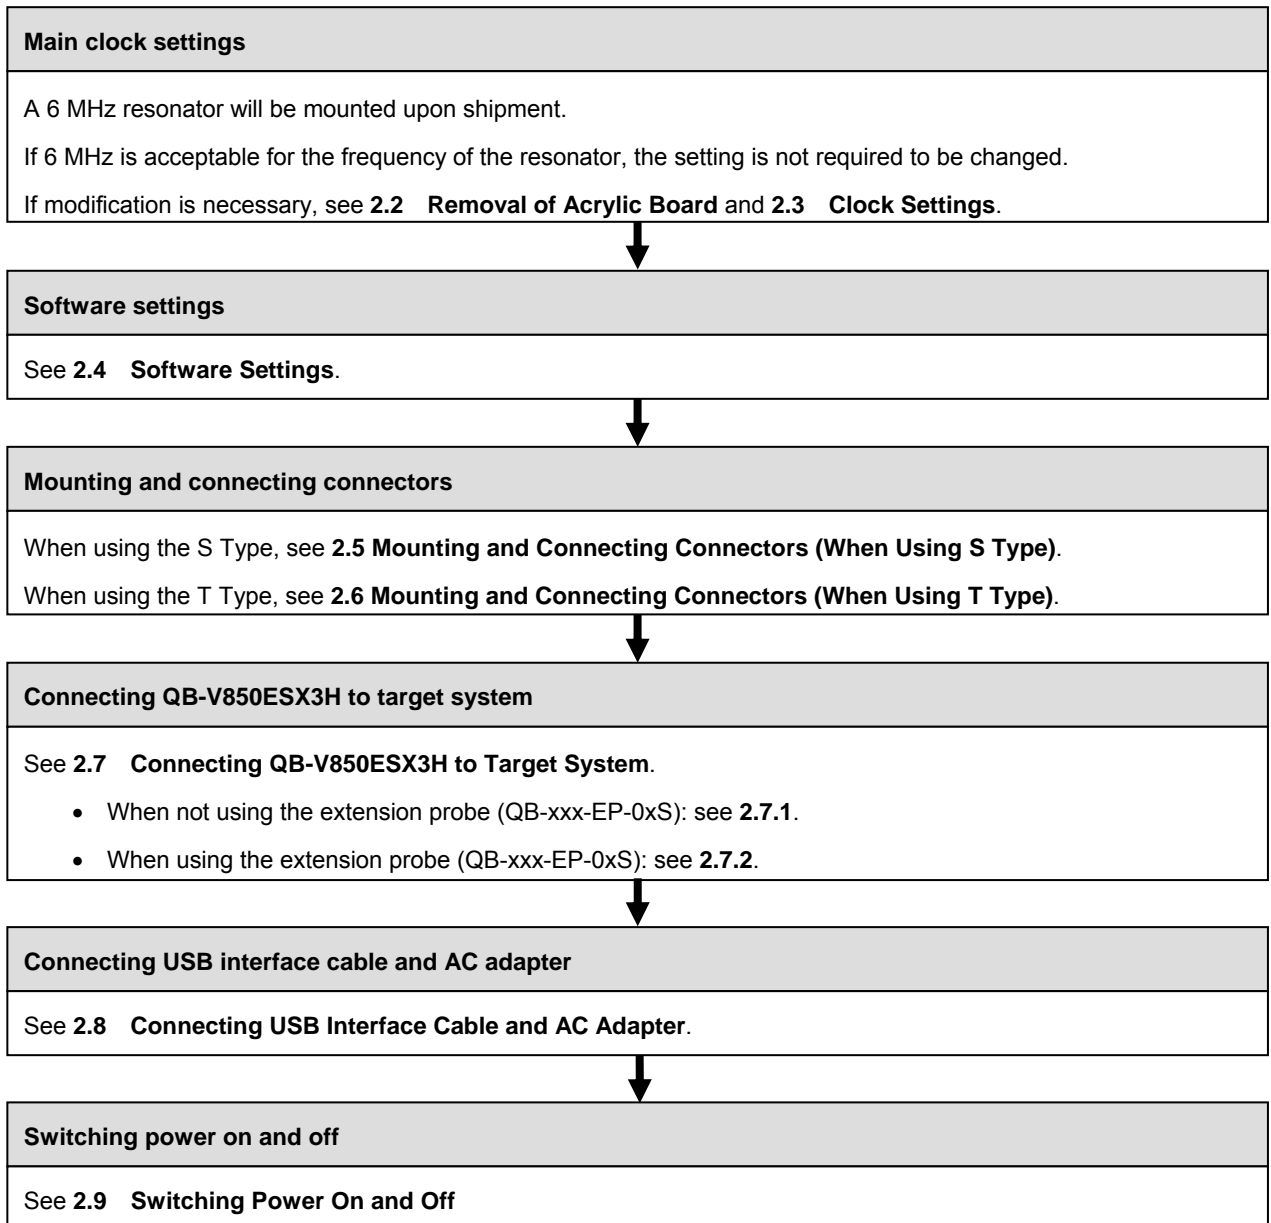 Main clock settings
A 6 MHz resonator will be mounted upon shipment.
If 6 MHz is acceptable for the frequency of the resonator, the setting is not required to be changed.
If modification is necessary, see 2.2 Removal of Acrylic Board and 2.3 Clock Settings.
Software settings
See 2.4 Software Settings.
Mounting and connecting connectors
When using the S Type, see 2.5 Mounting and Connecting Connectors (When Using S Type).
When using the T Type, see 2.6 Mounting and Connecting Connectors (When Using T Type).
Connecting QB-V850ESX3H to target system
See 2.7 Connecting QB-V850ESX3H to Target System.
• When not using the extension probe (QB-xxx-EP-0xS): see 2.7.1.
• When using the extension probe (QB-xxx-EP-0xS): see 2.7.2.
Connecting USB interface cable and AC adapter
See 2.8 Connecting USB Interface Cable and AC Adapter.
Switching power on and off
See 2.9 Switching Power On and Off